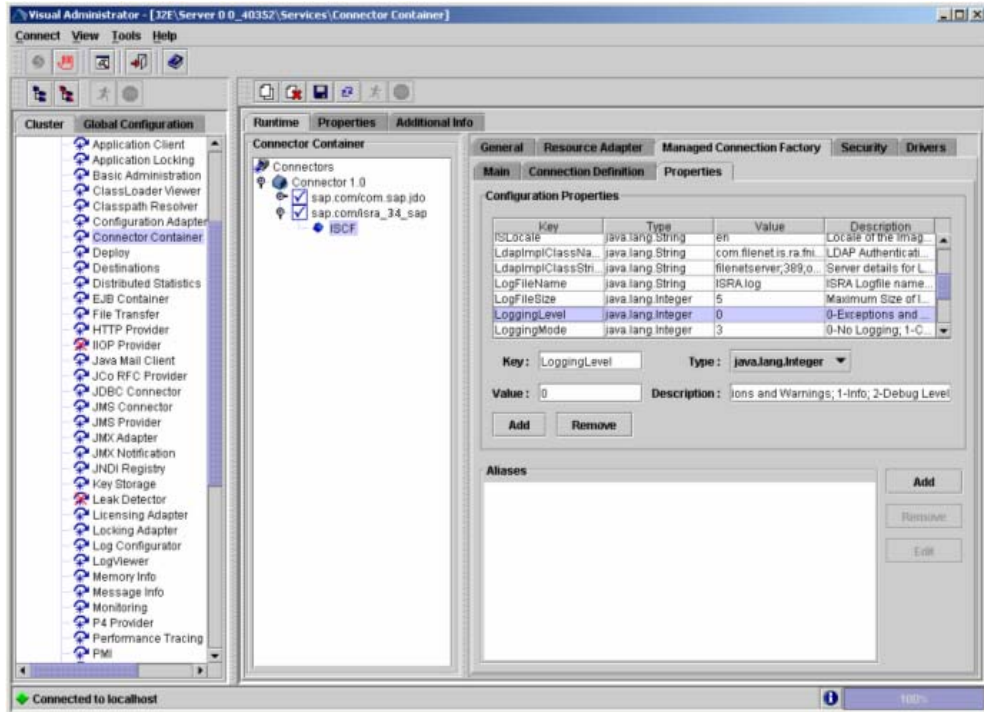 Visual Administrator - [J2E\Server 0 0_40352\Services\Connector Container]
Connect View Tools Help
Cluster Global Configuration
Application Client
Application Locking
Basic Administration
ClassLoader Viewer
Classpath Resolver
Configuration Adapter
Connector Container
Deploy
Destinations
Distributed Statistics
EJB Container
File Transfer
HTTP Provider
IIOP Provider
Java Mail Client
JCo RFC Provider
JDBC Connector
JMS Connector
JMS Provider
JMX Adapter
JMX Notification
JNDI Registry
Key Storage
Leak Detector
Licensing Adapter
Locking Adapter
Log Configurator
LogViewer
Memory Info
Message Info
Monitoring
P4 Provider
Performance Tracing
PMI
Runtime Properties Additional Info
Connector Container
Connectors
Connector 1.0
sap.com/com.sap.jdo
sap.com/isra_34_sap
ISCF
General Resource Adapter Managed Connection Factory Security Drivers
Main Connection Definition Properties
Configuration Properties
Key Type Value Description
ISLocale java.lang.String en Locale of the Imag...
LdapImplClassNa... java.lang.String com.filenet.is.ra.fni... LDAP Authenticati...
LdapImplClassStri... java.lang.String filenetserver;389,o... Server details for L...
LogFileName java.lang.String ISRA.log ISRA Logfile name...
LogFileSize java.lang.Integer 5 Maximum Size of I...
LoggingLevel java.lang.Integer 0 0-Exceptions and ...
LoggingMode java.lang.Integer 3 0-No Logging; 1-C...
Key : LoggingLevel Type : java.lang.Integer
Value : 0 Description : ions and Warnings; 1-Info; 2-Debug Level
Add Remove
Aliases
Add
Remove
Edit
Connected to localhost
100%